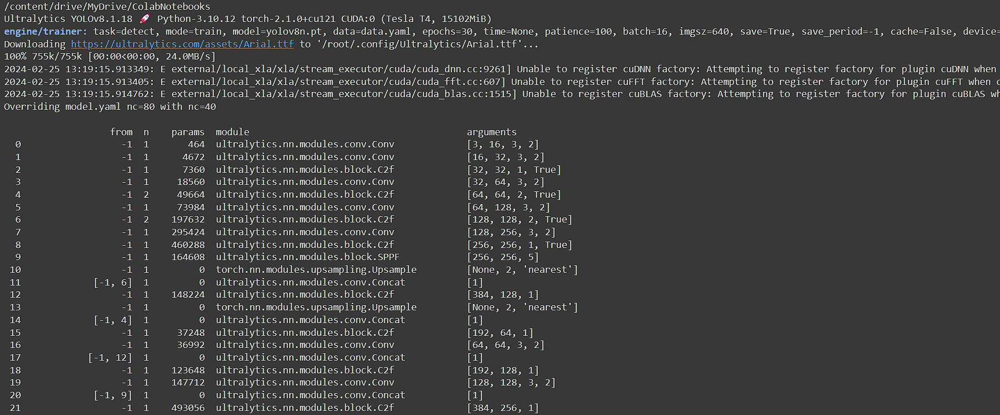 /content/drive/MyDrive/ColabNotebooks
Ultralytics YOLOv8.1.18 🚀 Python-3.10.12 torch-2.1.0+cu121 CUDA:0 (Tesla T4, 15102MiB)
engine/trainer: task=detect, mode=train, model=yolov8n.pt, data=data.yaml, epochs=30, time=None, patience=100, batch=16, imgsz=640, save=True, save_period=-1, cache=False, device=
Downloading https://ultralytics.com/assets/Arial.ttf to '/root/.config/Ultralytics/Arial.ttf'...
100% 755k/755k [00:00<00:00, 24.0MB/s]
2024-02-25 13:19:15.913349: E external/local_xla/xla/stream_executor/cuda/cuda_dnn.cc:9261] Unable to register cuDNN factory: Attempting to register factory for plugin cuDNN when
2024-02-25 13:19:15.913405: E external/local_xla/xla/stream_executor/cuda/cuda_fft.cc:607] Unable to register cuFFT factory: Attempting to register factory for plugin cuFFT when
2024-02-25 13:19:15.914762: E external/local_xla/xla/stream_executor/cuda/cuda_blas.cc:1515] Unable to register cuBLAS factory: Attempting to register factory for plugin cuBLAS
Overriding model.yaml nc=80 with nc=40
from n params module arguments
0 -1 1 464 ultralytics.nn.modules.conv.Conv [3, 16, 3, 2]
1 -1 1 4672 ultralytics.nn.modules.conv.Conv [16, 32, 3, 2]
2 -1 1 7360 ultralytics.nn.modules.block.C2f [32, 32, 1, True]
3 -1 1 18560 ultralytics.nn.modules.conv.Conv [32, 64, 3, 2]
4 -1 2 49664 ultralytics.nn.modules.block.C2f [64, 64, 2, True]
5 -1 1 73984 ultralytics.nn.modules.conv.Conv [64, 128, 3, 2]
6 -1 2 197632 ultralytics.nn.modules.block.C2f [128, 128, 2, True]
7 -1 1 295424 ultralytics.nn.modules.conv.Conv [128, 256, 3, 2]
8 -1 1 460288 ultralytics.nn.modules.block.C2f [256, 256, 1, True]
9 -1 1 164608 ultralytics.nn.modules.block.SPPF [256, 256, 5]
10 -1 1 0 torch.nn.modules.upsampling.Upsample [None, 2, 'nearest']
11 [-1, 6] 1 0 ultralytics.nn.modules.conv.Concat [1]
12 -1 1 148224 ultralytics.nn.modules.block.C2f [384, 128, 1]
13 -1 1 0 torch.nn.modules.upsampling.Upsample [None, 2, 'nearest']
14 [-1, 4] 1 0 ultralytics.nn.modules.conv.Concat [1]
15 -1 1 37248 ultralytics.nn.modules.block.C2f [192, 64, 1]
16 -1 1 36992 ultralytics.nn.modules.conv.Conv [64, 64, 3, 2]
17 [-1, 12] 1 0 ultralytics.nn.modules.conv.Concat [1]
18 -1 1 123648 ultralytics.nn.modules.block.C2f [192, 128, 1]
19 -1 1 147712 ultralytics.nn.modules.conv.Conv [128, 128, 3, 2]
20 [-1, 9] 1 0 ultralytics.nn.modules.conv.Concat [1]
21 -1 1 493056 ultralytics.nn.modules.block.C2f [384, 256, 1]